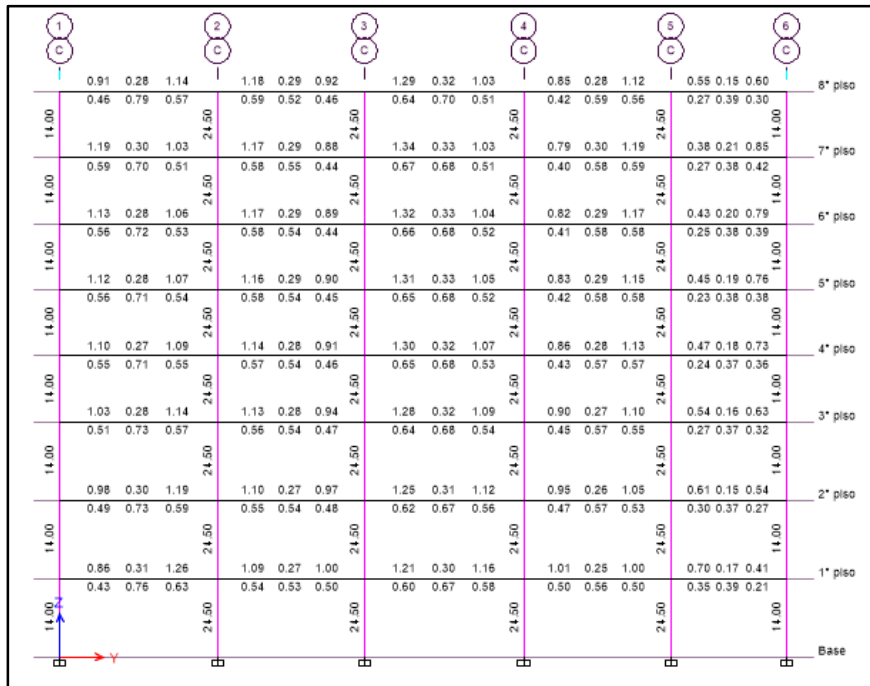 1 2 3 4 5 6
C C C C C C
0.91 0.28 1.14 1.18 0.29 0.92 1.29 0.32 1.03 0.85 0.28 1.12 0.55 0.15 0.60 8° piso
0.46 0.79 0.57 0.59 0.52 0.46 0.64 0.70 0.51 0.42 0.59 0.56 0.27 0.39 0.30
14.00 24.50 24.50 24.50 24.50 14.00
1.19 0.30 1.03 1.17 0.29 0.88 1.34 0.33 1.03 0.79 0.30 1.19 0.38 0.21 0.85 7° piso
0.59 0.70 0.51 0.58 0.55 0.44 0.67 0.68 0.51 0.40 0.58 0.59 0.27 0.38 0.42
14.00 24.50 24.50 24.50 24.50 14.00
1.13 0.28 1.06 1.17 0.29 0.89 1.32 0.33 1.04 0.82 0.29 1.17 0.43 0.20 0.79 6° piso
0.56 0.72 0.53 0.58 0.54 0.44 0.66 0.68 0.52 0.41 0.58 0.58 0.25 0.38 0.39
14.00 24.50 24.50 24.50 24.50 14.00
1.12 0.28 1.07 1.16 0.29 0.90 1.31 0.33 1.05 0.83 0.29 1.15 0.45 0.19 0.76 5° piso
0.56 0.71 0.54 0.58 0.54 0.45 0.65 0.68 0.52 0.42 0.58 0.58 0.23 0.38 0.38
14.00 24.50 24.50 24.50 24.50 14.00
1.10 0.27 1.09 1.14 0.28 0.91 1.30 0.32 1.07 0.86 0.28 1.13 0.47 0.18 0.73 4° piso
0.55 0.71 0.55 0.57 0.54 0.46 0.65 0.68 0.53 0.43 0.57 0.57 0.24 0.37 0.36
14.00 24.50 24.50 24.50 24.50 14.00
1.03 0.28 1.14 1.13 0.28 0.94 1.28 0.32 1.09 0.90 0.27 1.10 0.54 0.16 0.63 3° piso
0.51 0.73 0.57 0.56 0.54 0.47 0.64 0.68 0.54 0.45 0.57 0.55 0.27 0.37 0.32
14.00 24.50 24.50 24.50 24.50 14.00
0.98 0.30 1.19 1.10 0.27 0.97 1.25 0.31 1.12 0.95 0.26 1.05 0.61 0.15 0.54 2° piso
0.49 0.73 0.59 0.55 0.54 0.48 0.62 0.67 0.56 0.47 0.57 0.53 0.30 0.37 0.27
14.00 24.50 24.50 24.50 24.50 14.00
0.86 0.31 1.26 1.09 0.27 1.00 1.21 0.30 1.16 1.01 0.25 1.00 0.70 0.17 0.41 1° piso
0.43 0.76 0.63 0.54 0.53 0.50 0.60 0.67 0.58 0.50 0.56 0.50 0.35 0.39 0.21
14.00 24.50 24.50 24.50 24.50 14.00
Z
Y
Base